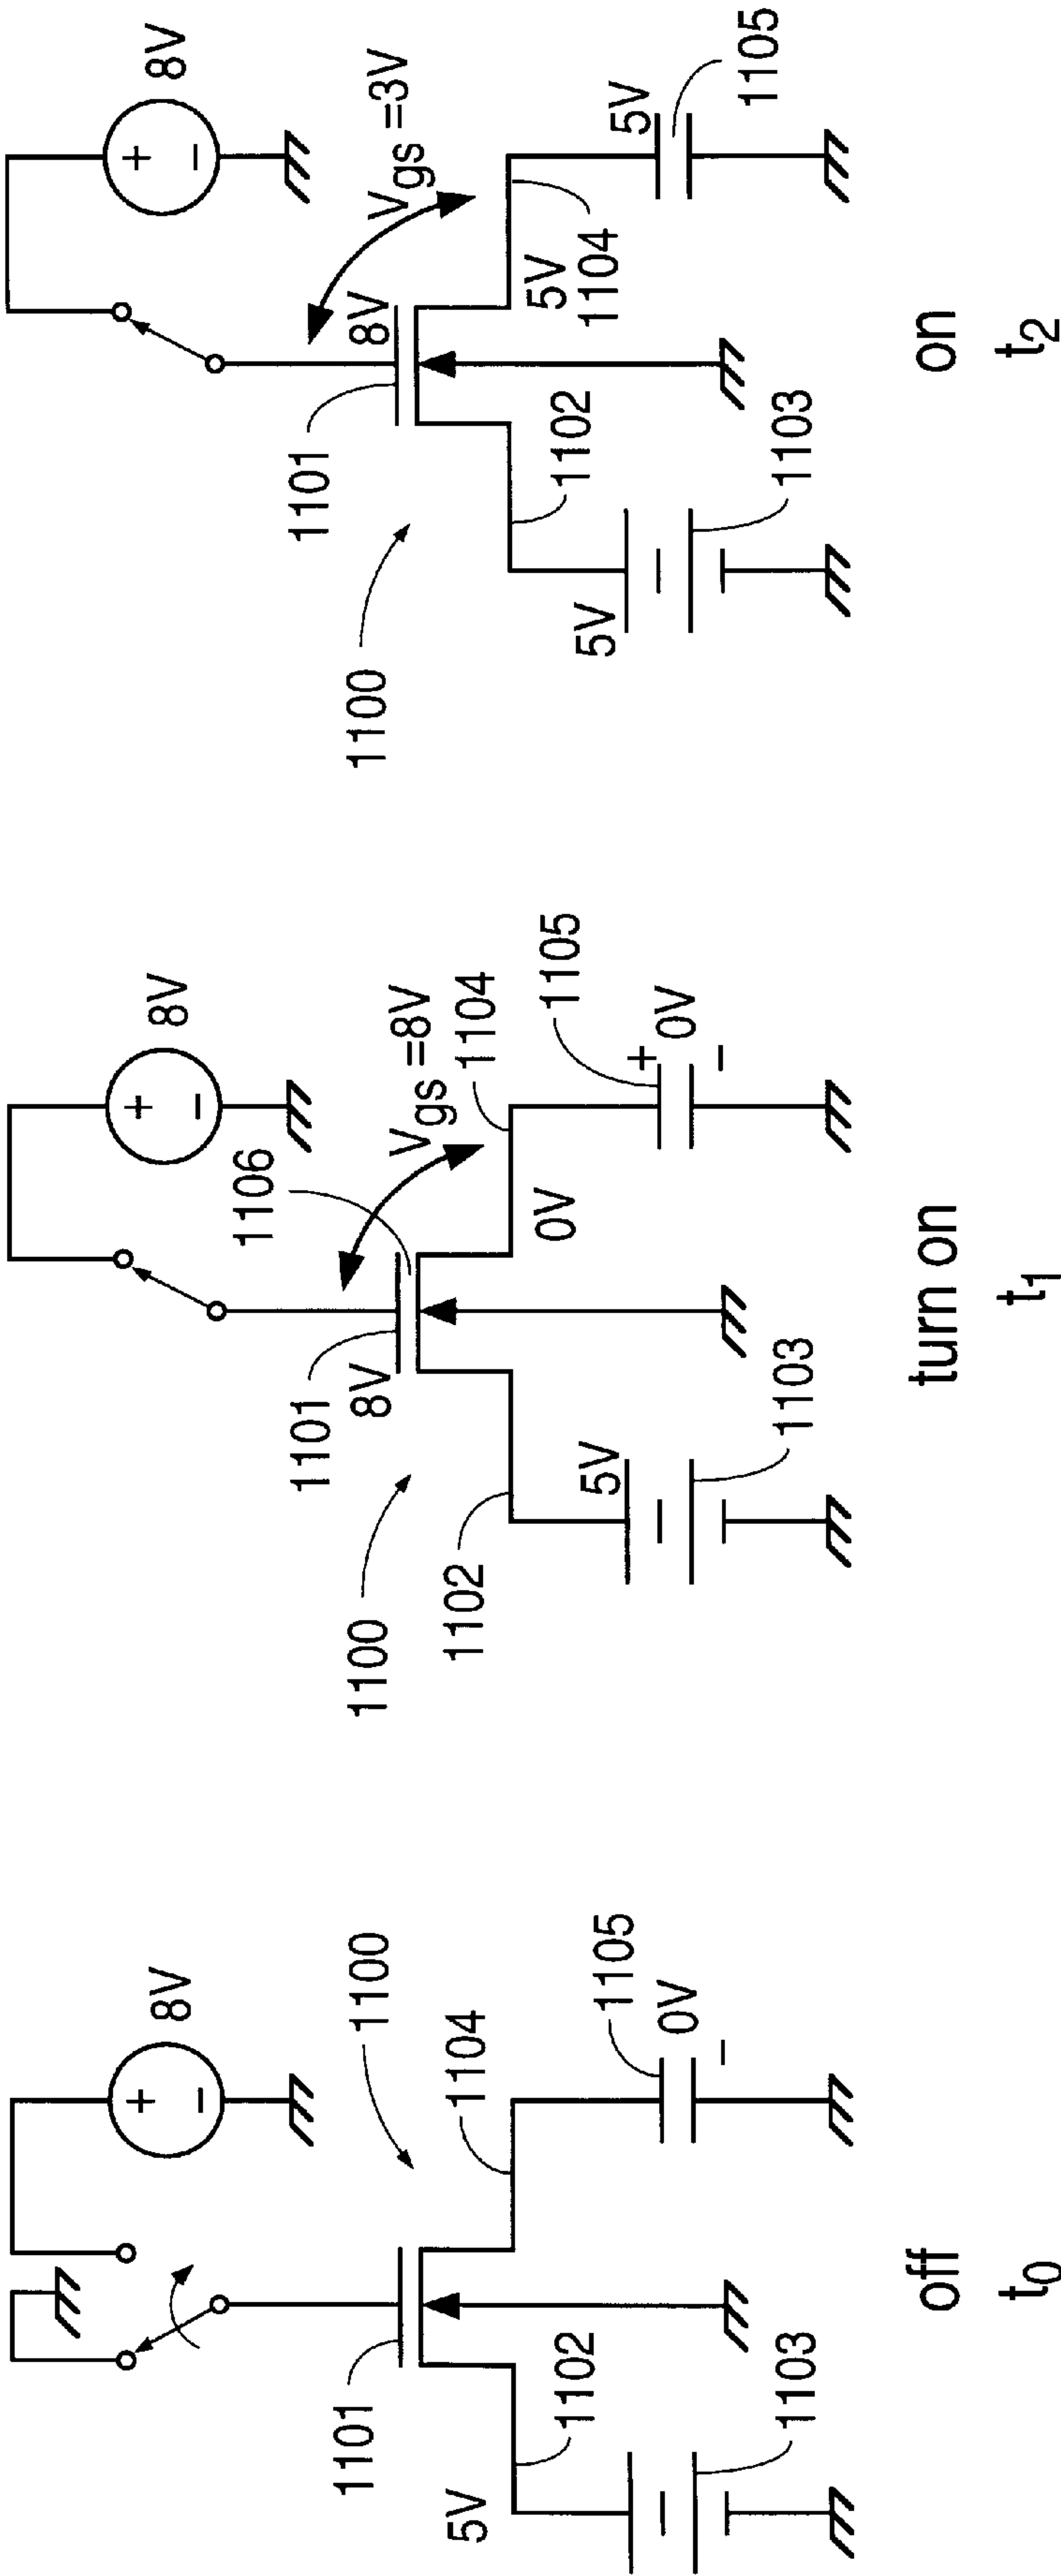 8V
+
−
1101
1100
1104
1105
5V
1102
1103
0V
−
off
t0
8V
+
−
1106
1101
8V
Vgs =8V
1104
1105
1100
1102
0V
+
0V
−
5V
1103
turn on
t1
8V
+
−
Vgs =3V
1101
8V
1100
1102
5V
1104
5V
1105
5V
1103
on
t2